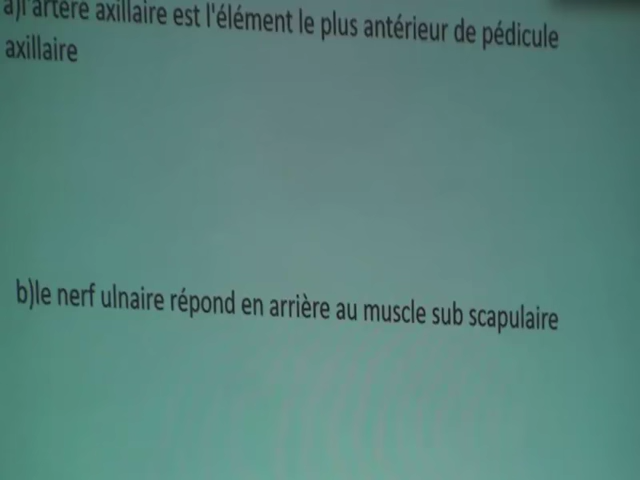 a)l'artère axillaire est l'élément le plus antérieur de pédicule
axillaire
b)le nerf ulnaire répond en arrière au muscle sub scapulaire